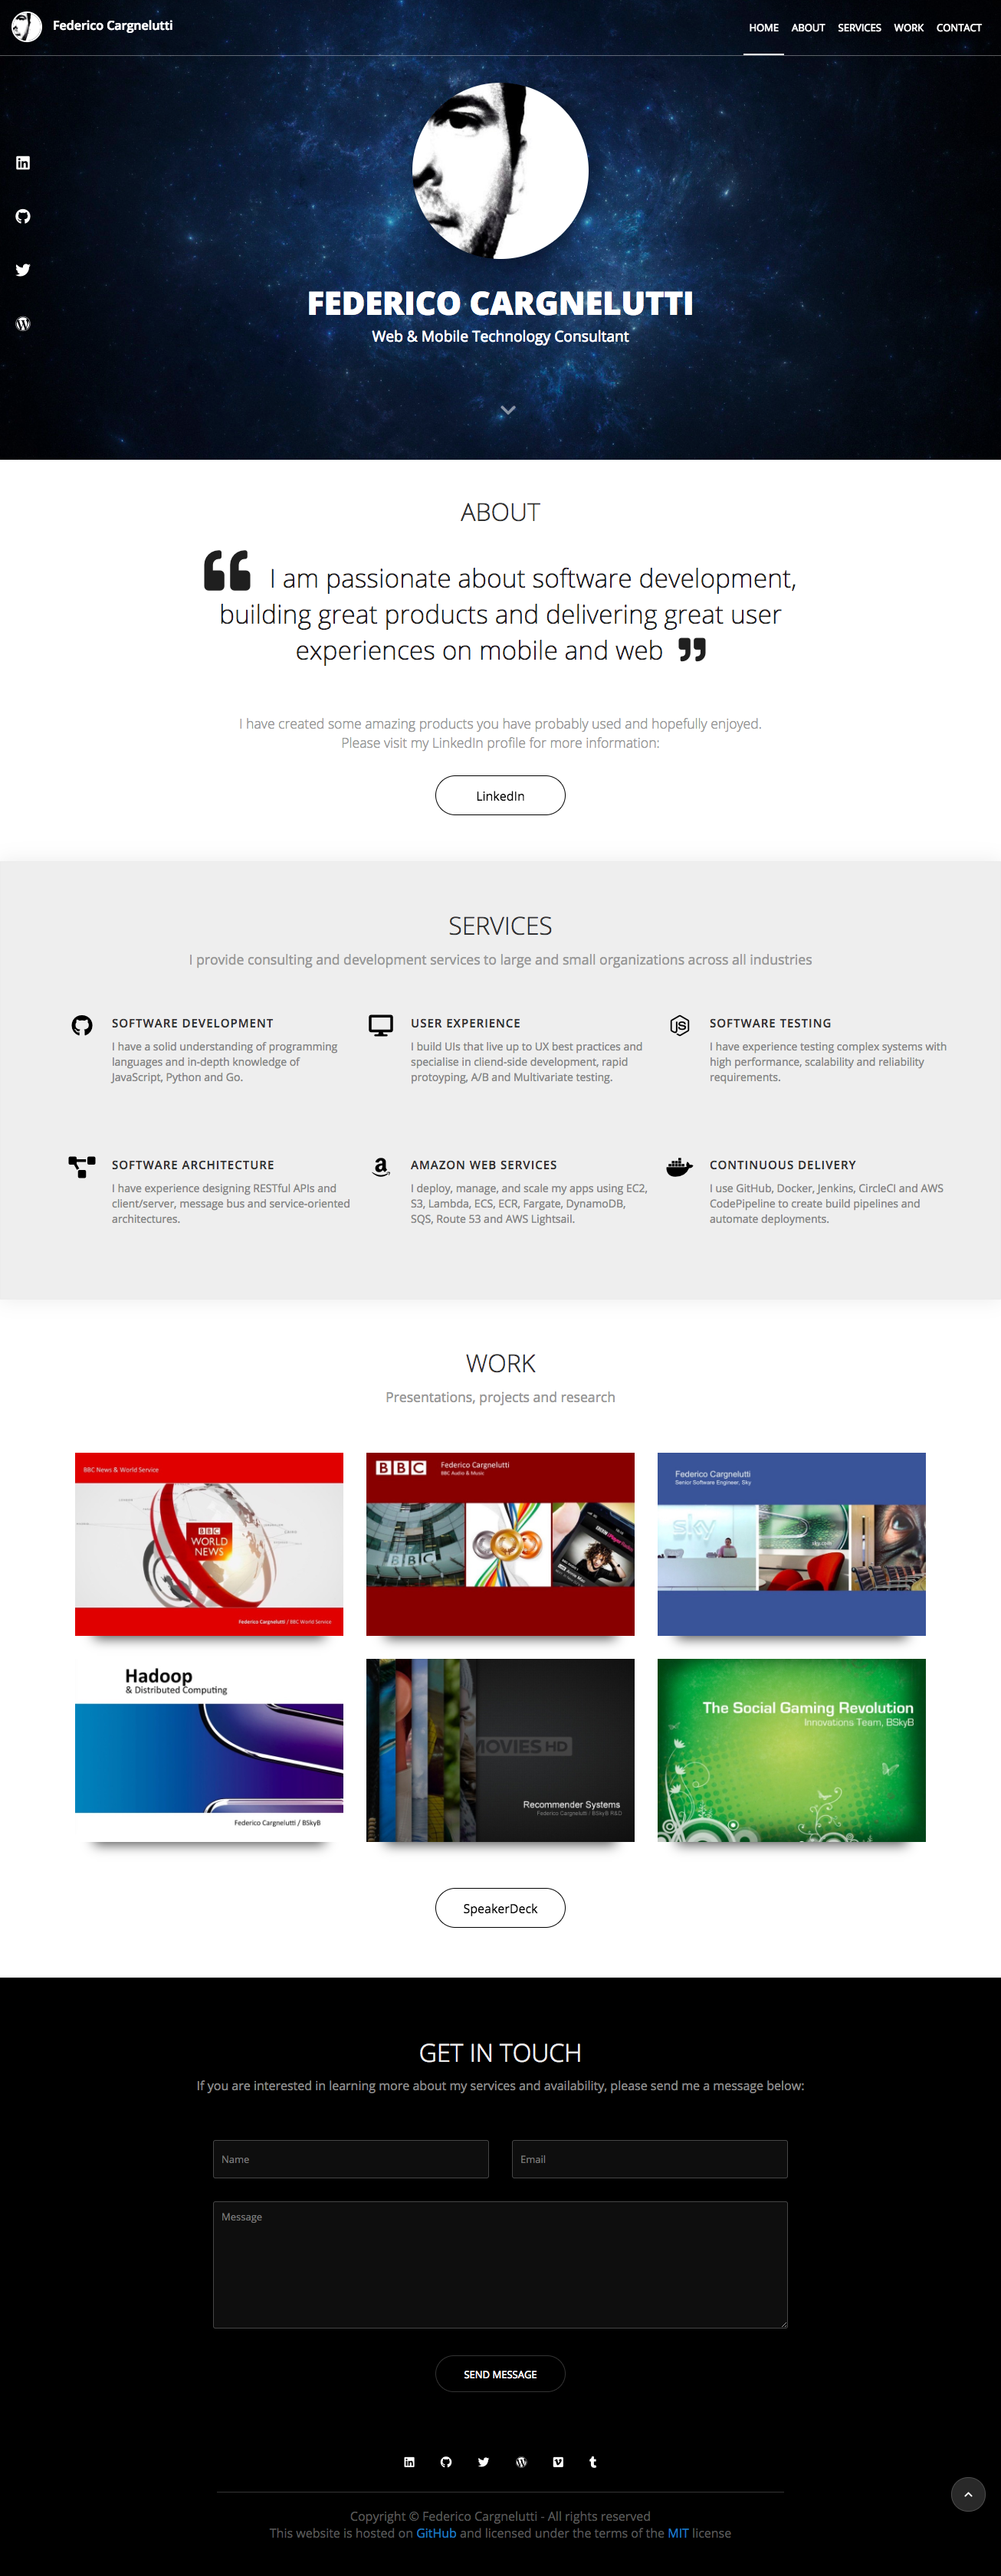 Federico Cargnelutti
HOME ABOUT SERVICES WORK CONTACT
FEDERICO CARGNELUTTI
Web & Mobile Technology Consultant
ABOUT
“ I am passionate about software development,
building great products and delivering great user
experiences on mobile and web ”
I have created some amazing products you have probably used and hopefully enjoyed.
Please visit my LinkedIn profile for more information:
LinkedIn
SERVICES
I provide consulting and development services to large and small organizations across all industries
SOFTWARE DEVELOPMENT
I have a solid understanding of programming
languages and in-depth knowledge of
JavaScript, Python and Go.
USER EXPERIENCE
I build UIs that live up to UX best practices and
specialise in cliend-side development, rapid
protoyping, A/B and Multivariate testing.
SOFTWARE TESTING
I have experience testing complex systems with
high performance, scalability and reliability
requirements.
SOFTWARE ARCHITECTURE
I have experience designing RESTful APIs and
client/server, message bus and service-oriented
architectures.
AMAZON WEB SERVICES
I deploy, manage, and scale my apps using EC2,
S3, Lambda, ECS, ECR, Fargate, DynamoDB,
SQS, Route 53 and AWS Lightsail.
CONTINUOUS DELIVERY
I use GitHub, Docker, Jenkins, CircleCI and AWS
CodePipeline to create build pipelines and
automate deployments.
WORK
Presentations, projects and research
BBC News & World Service
BBC
WORLD
NEWS
Federico Cargnelutti / BBC World Service
BBC
Federico Cargnelutti
BBC Audio & Music
BBC
Federico Cargnelutti
Senior Software Engineer, Sky
sky
Hadoop
& Distributed Computing
Federico Cargnelutti / BSkyB
MOVIES HD
Recommender Systems
Federico Cargnelutti / BSkyB R&D
The Social Gaming Revolution
Innovations Team, BSkyB
SpeakerDeck
GET IN TOUCH
If you are interested in learning more about my services and availability, please send me a message below:
Name
Email
Message
SEND MESSAGE
Copyright © Federico Cargnelutti - All rights reserved
This website is hosted on GitHub and licensed under the terms of the MIT license